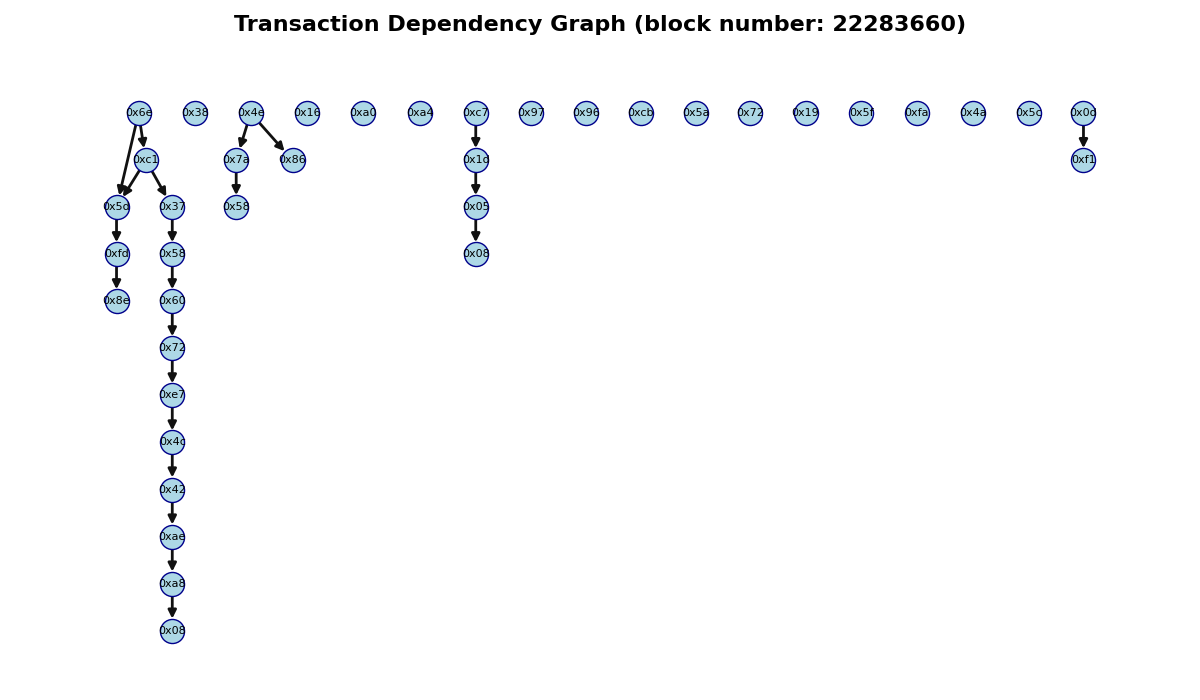 Transaction Dependency Graph (block number: 22283660)
0x6e 0x38 0x4e 0x16 0xa0 0xa4 0xc7 0x97 0x96 0xcb 0x5a 0x72 0x19 0x5f 0xfa 0x4a 0x5c 0x0d
0xc1 0x7a 0x86 0x1d 0xf1
0x5d 0x37 0x58 0x05
0xfd 0x58 0x08
0x8e 0x60
0x72
0xe7
0x4c
0x42
0xae
0xa8
0x08